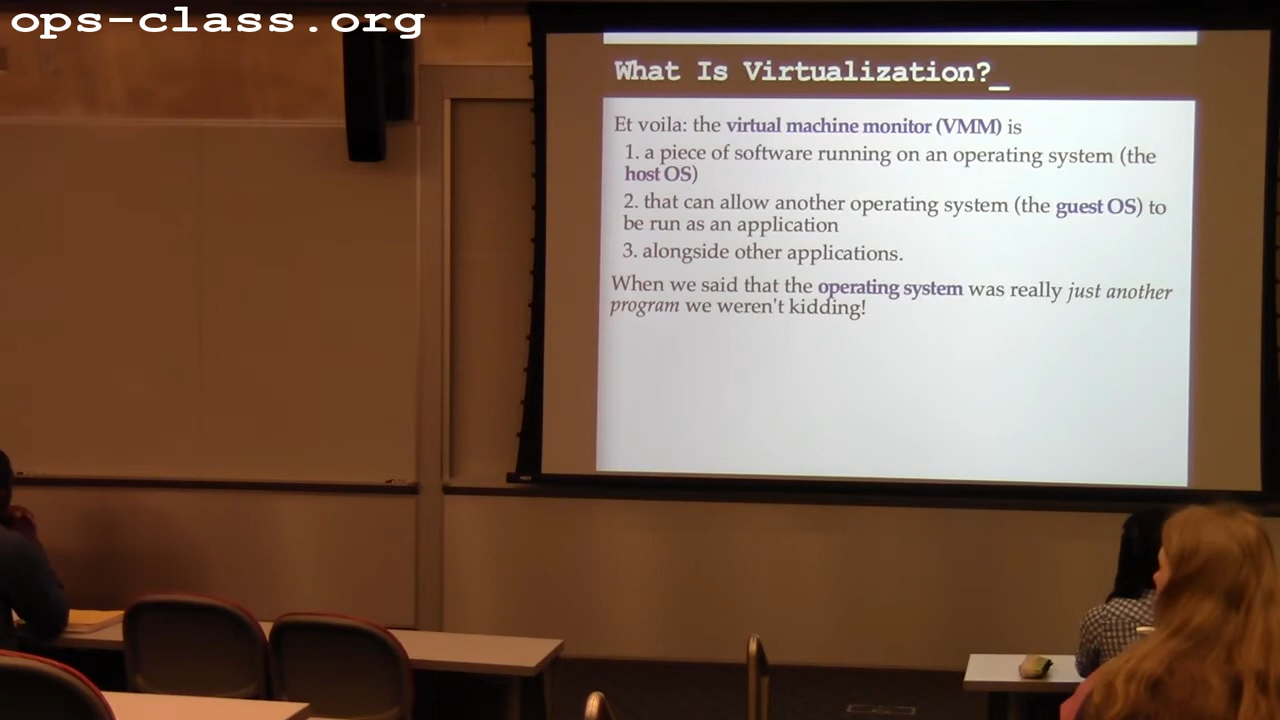 ops-class.org
What Is Virtualization?_
Et voila: the virtual machine monitor (VMM) is
1. a piece of software running on an operating system (the
host OS)
2. that can allow another operating system (the guest OS) to
be run as an application
3. alongside other applications.
When we said that the operating system was really just another
program we weren't kidding!